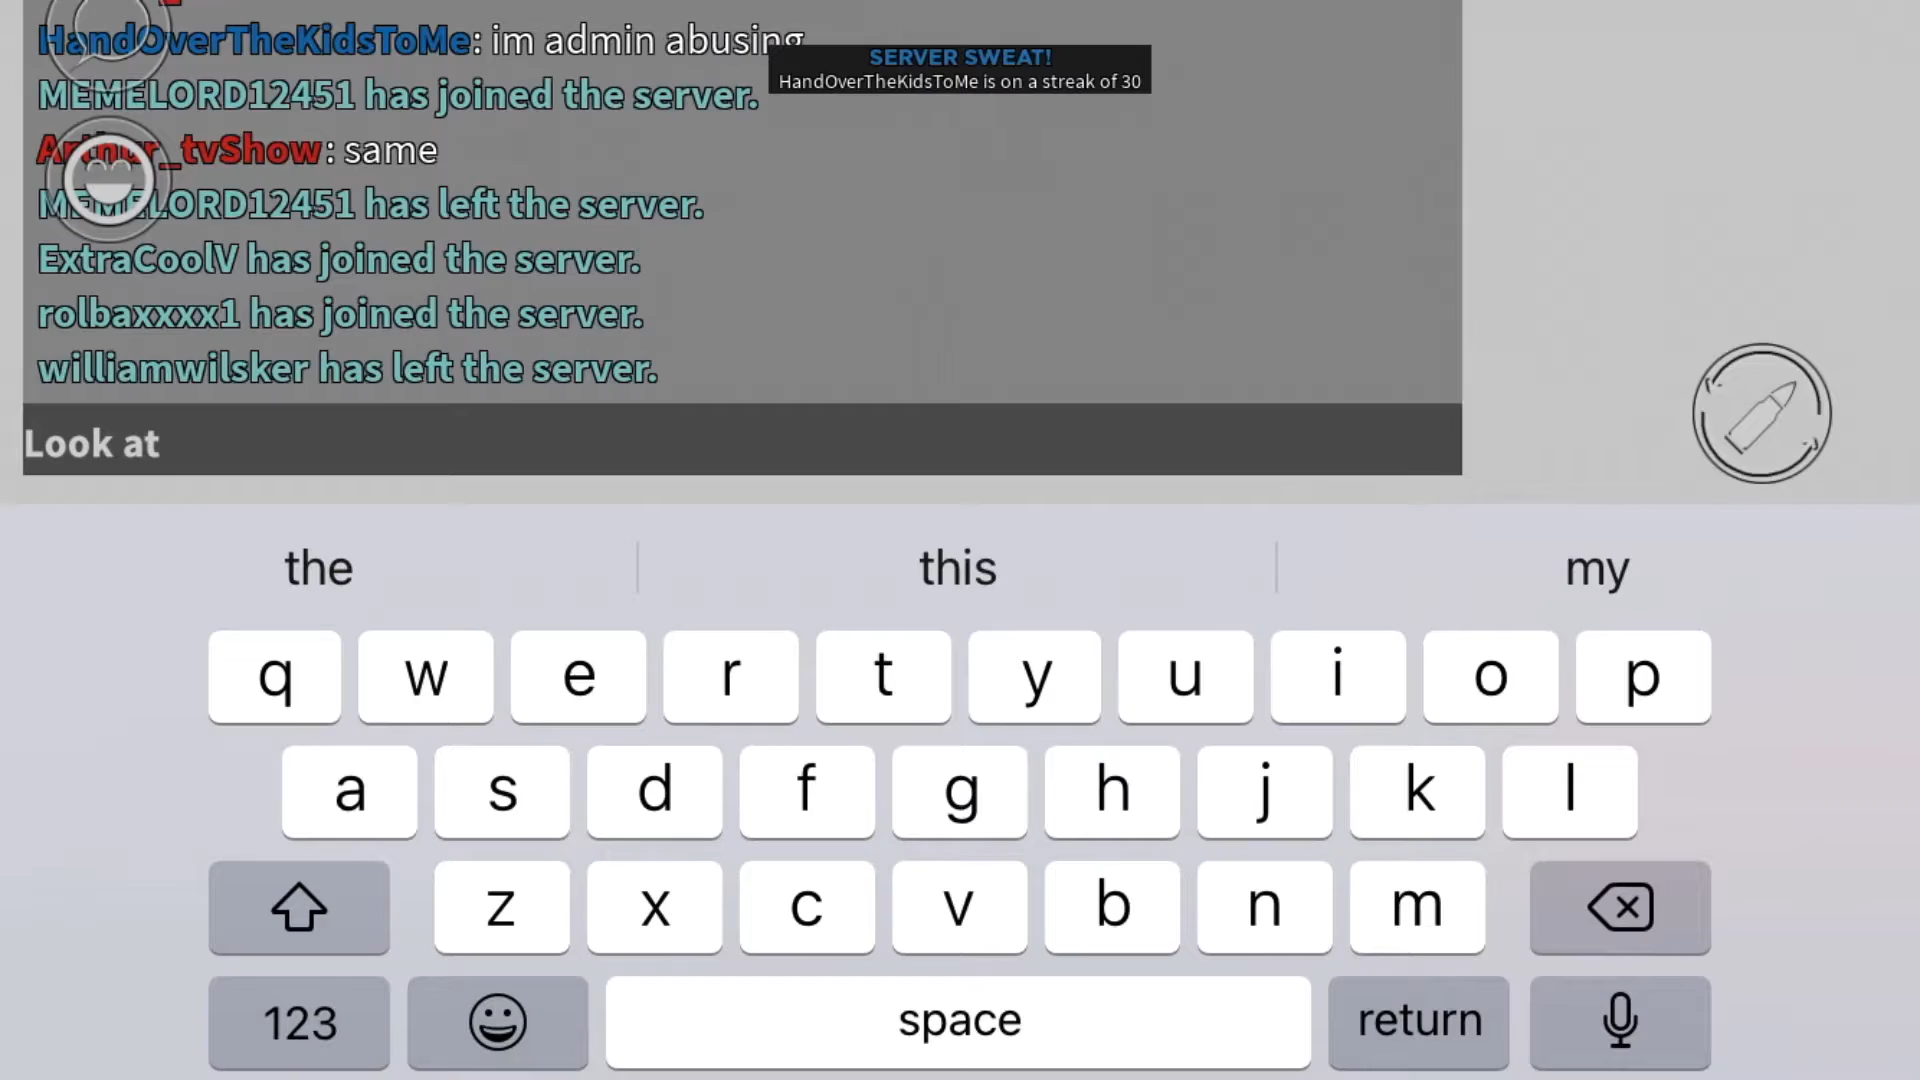 HandOverTheKidsToMe: im admin abusing
SERVER SWEAT!
HandOverTheKidsToMe is on a streak of 30
MEMELORD12451 has joined the server.
Arthur_tvShow: same
MEMELORD12451 has left the server.
ExtraCoolV has joined the server.
rolbaxxxx1 has joined the server.
williamwilsker has left the server.
Look at
the this my
q w e r t y u i o p
a s d f g h j k l
z x c v b n m
123 space return